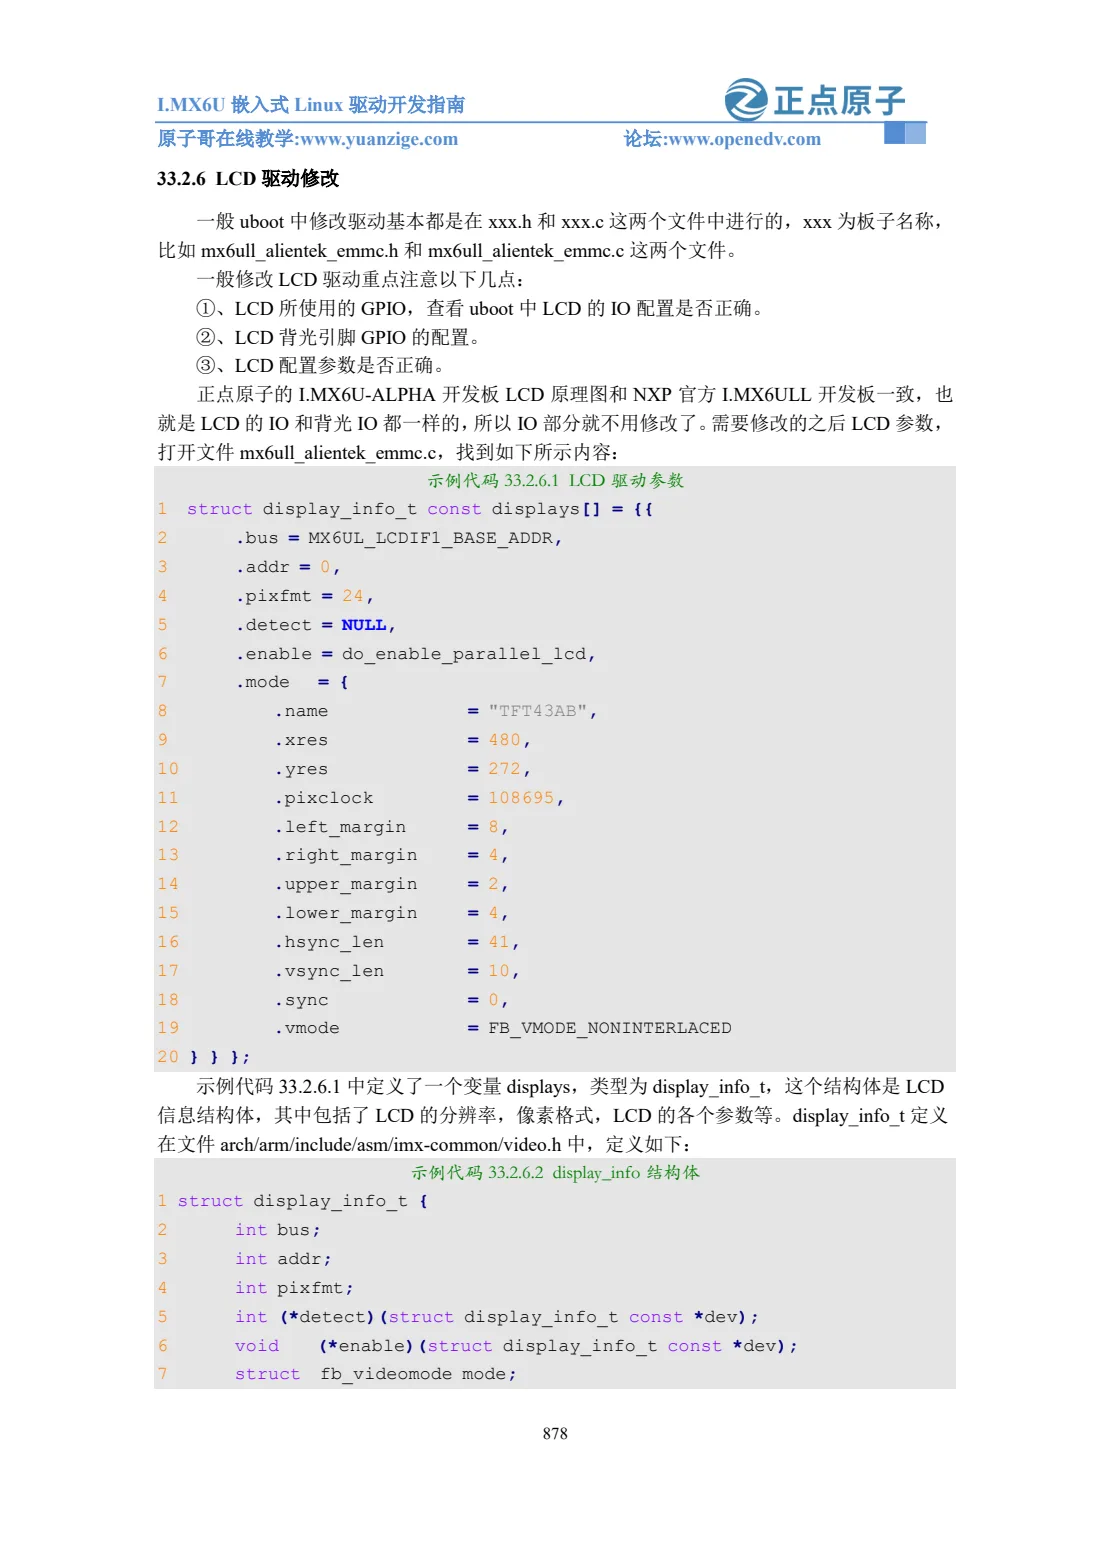 I.MX6U 嵌入式 Linux 驱动开发指南
正点原子
原子哥在线教学:www.yuanzige.com 论坛:www.openedv.com
33.2.6 LCD 驱动修改
一般 uboot 中修改驱动基本都是在 xxx.h 和 xxx.c 这两个文件中进行的，xxx 为板子名称，
比如 mx6ull_alientek_emmc.h 和 mx6ull_alientek_emmc.c 这两个文件。
一般修改 LCD 驱动重点注意以下几点：
①、LCD 所使用的 GPIO，查看 uboot 中 LCD 的 IO 配置是否正确。
②、LCD 背光引脚 GPIO 的配置。
③、LCD 配置参数是否正确。
正点原子的 I.MX6U-ALPHA 开发板 LCD 原理图和 NXP 官方 I.MX6ULL 开发板一致，也
就是 LCD 的 IO 和背光 IO 都一样的，所以 IO 部分就不用修改了。需要修改的之后 LCD 参数，
打开文件 mx6ull_alientek_emmc.c，找到如下所示内容：
示例代码 33.2.6.1 LCD 驱动参数
1 struct display_info_t const displays[] = {{
2 .bus = MX6UL_LCDIF1_BASE_ADDR,
3 .addr = 0,
4 .pixfmt = 24,
5 .detect = NULL,
6 .enable = do_enable_parallel_lcd,
7 .mode = {
8 .name = "TFT43AB",
9 .xres = 480,
10 .yres = 272,
11 .pixclock = 108695,
12 .left_margin = 8,
13 .right_margin = 4,
14 .upper_margin = 2,
15 .lower_margin = 4,
16 .hsync_len = 41,
17 .vsync_len = 10,
18 .sync = 0,
19 .vmode = FB_VMODE_NONINTERLACED
20 } } };
示例代码 33.2.6.1 中定义了一个变量 displays，类型为 display_info_t，这个结构体是 LCD
信息结构体，其中包括了 LCD 的分辨率，像素格式，LCD 的各个参数等。display_info_t 定义
在文件 arch/arm/include/asm/imx-common/video.h 中，定义如下：
示例代码 33.2.6.2 display_info 结构体
1 struct display_info_t {
2 int bus;
3 int addr;
4 int pixfmt;
5 int (*detect)(struct display_info_t const *dev);
6 void (*enable)(struct display_info_t const *dev);
7 struct fb_videomode mode;
878